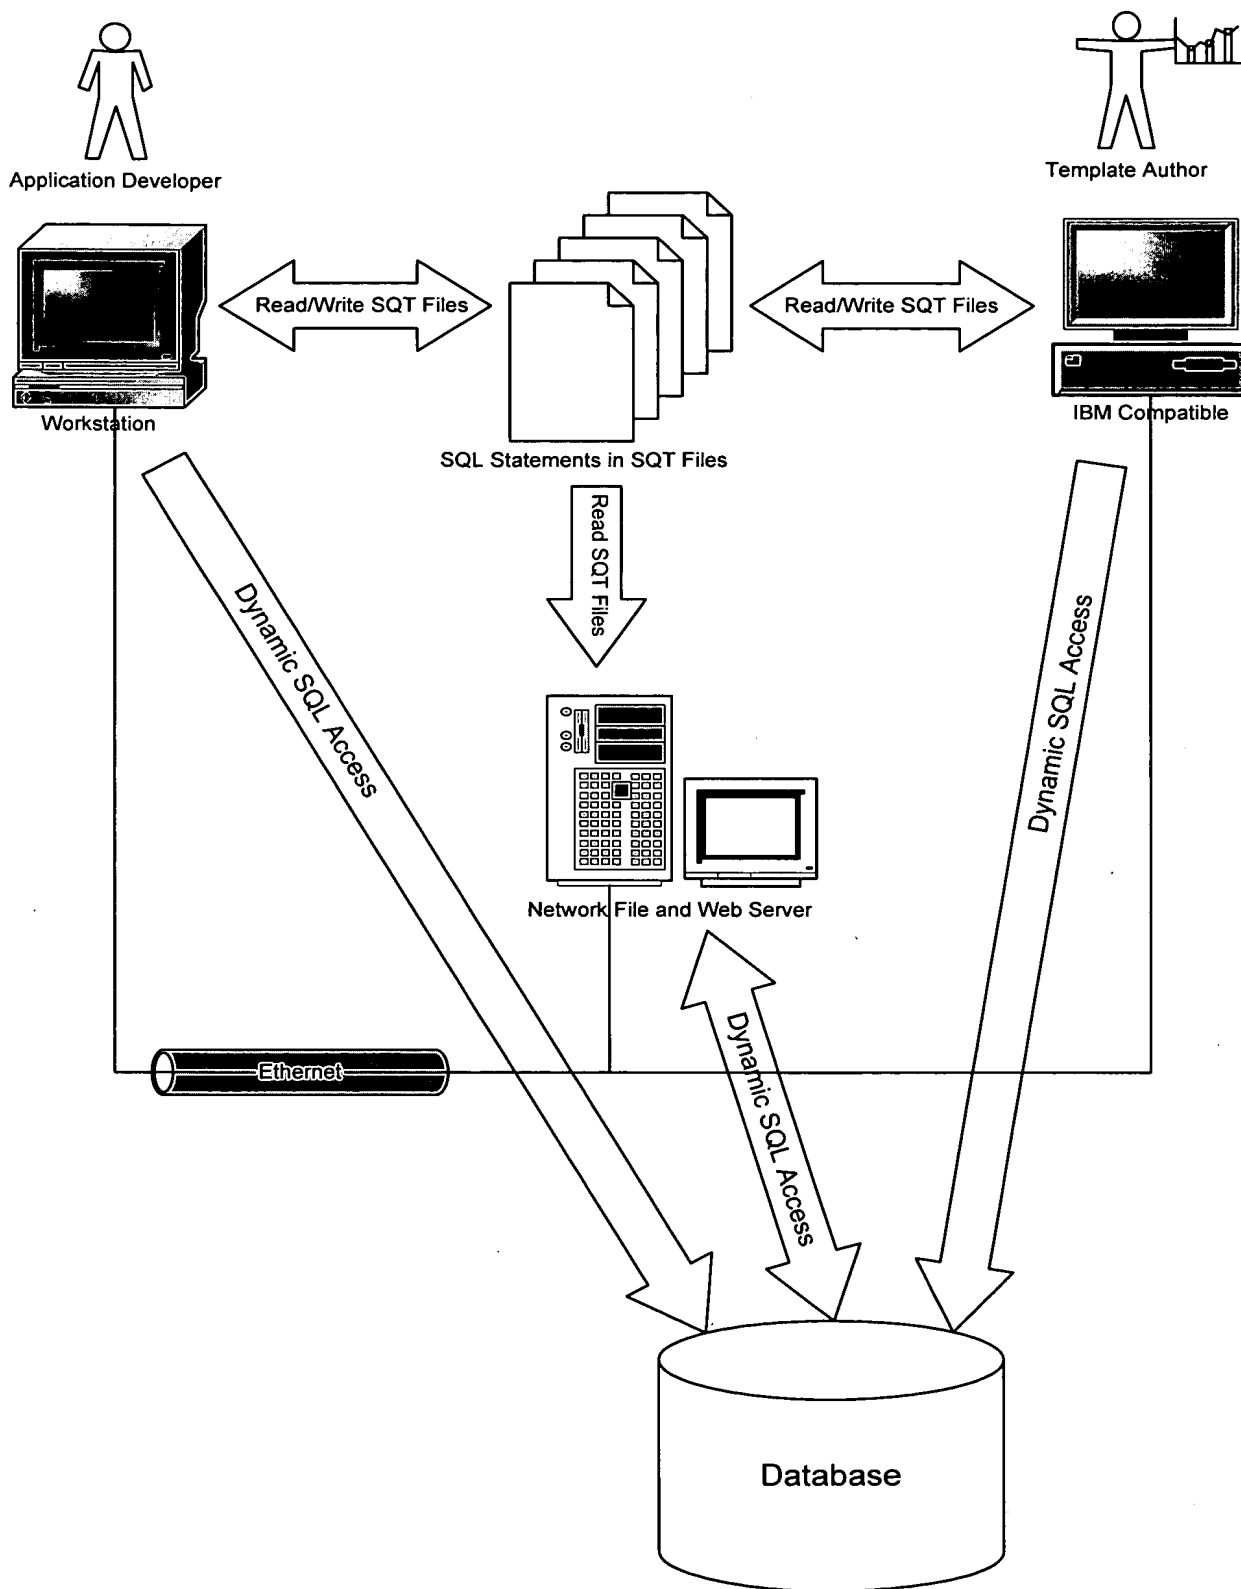 Application Developer
Template Author
Read/Write SQT Files
Read/Write SQT Files
Workstation
IBM Compatible
SQL Statements in SQT Files
Read SQT Files
Dynamic SQL Access
Dynamic SQL Access
Network File and Web Server
Dynamic SQL Access
Ethernet
Database